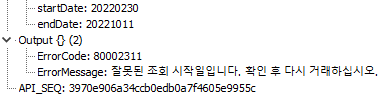 startDate: 20220230
endDate: 20221011
Output {} (2)
ErrorCode: 80002311
ErrorMessage: 잘못된 조회 시작일입니다. 확인 후 다시 거래하십시오.
API_SEQ: 3970e906a34ccb0edb0a7f4605e9955c